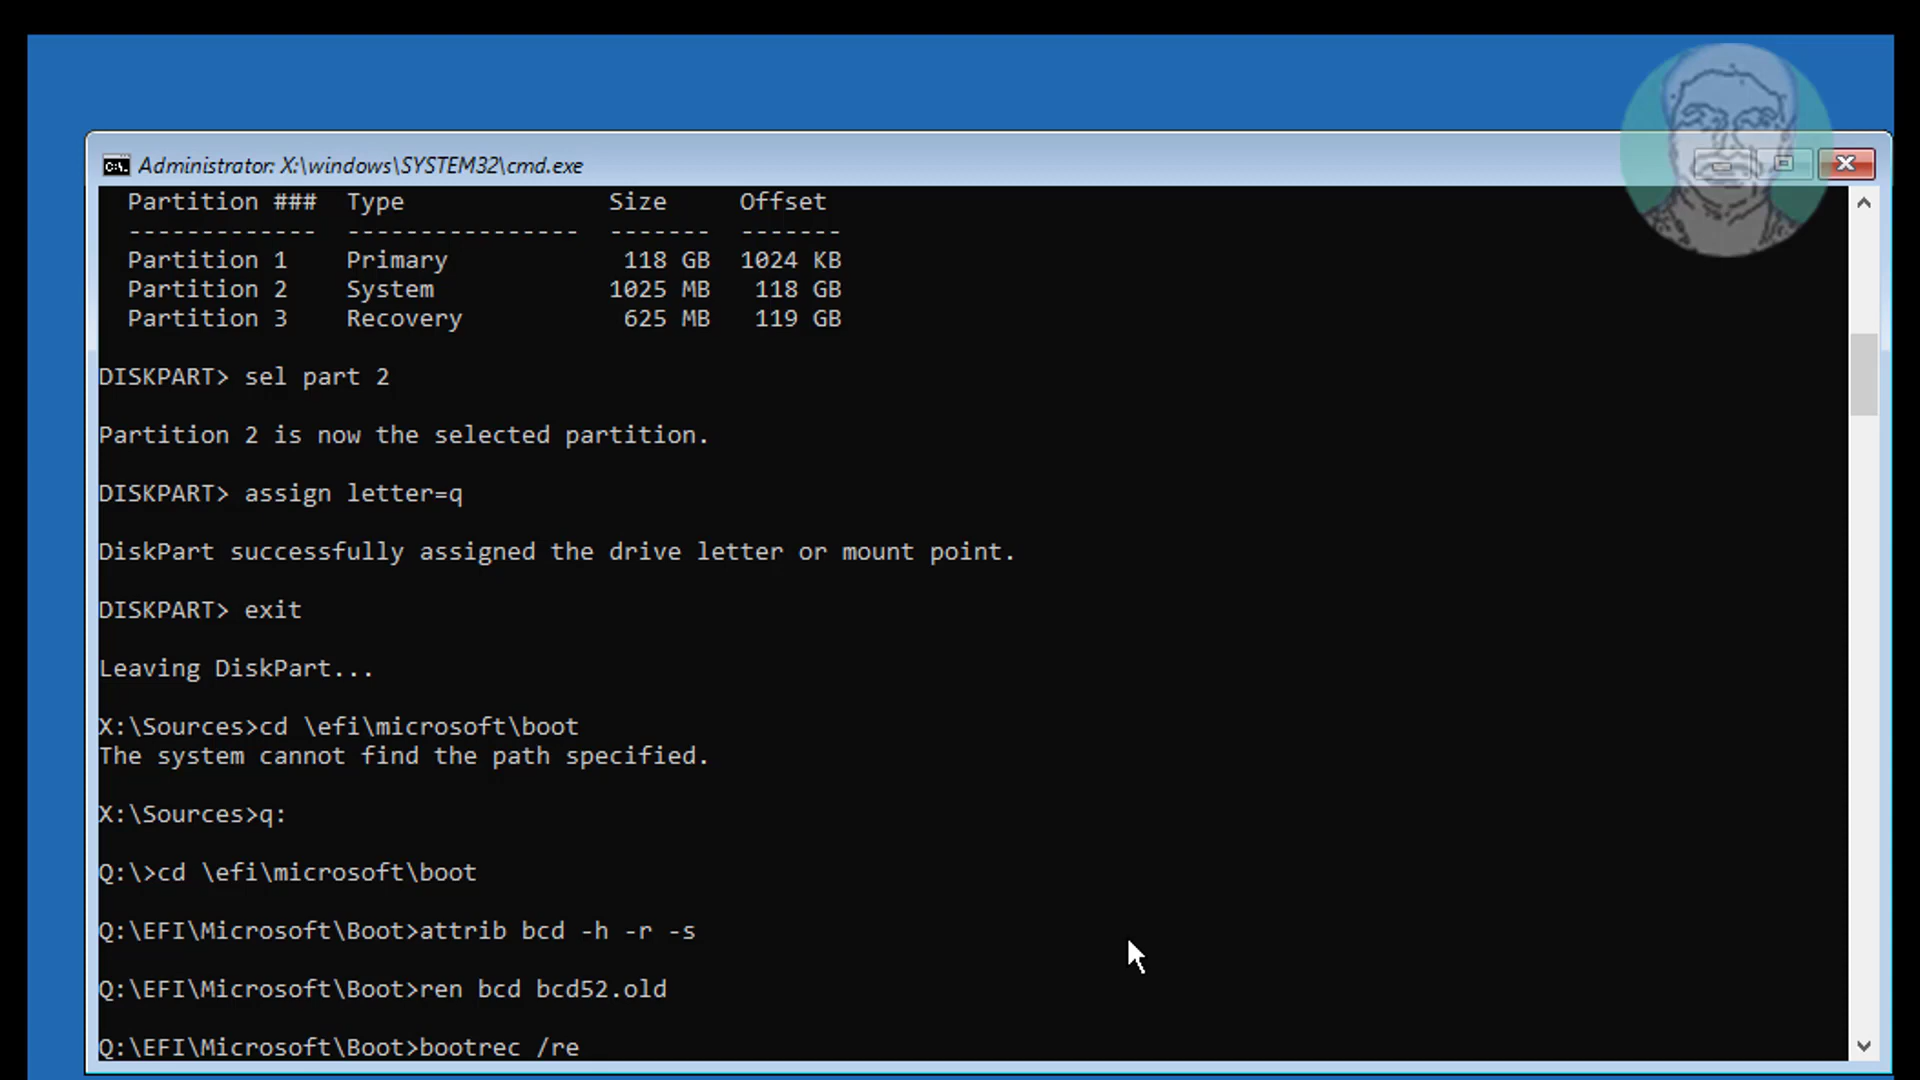 Administrator: X:\windows\SYSTEM32\cmd.exe
Partition ### Type Size Offset
------------- ---------------- ------- -------
Partition 1 Primary 118 GB 1024 KB
Partition 2 System 1025 MB 118 GB
Partition 3 Recovery 625 MB 119 GB
DISKPART> sel part 2
Partition 2 is now the selected partition.
DISKPART> assign letter=q
DiskPart successfully assigned the drive letter or mount point.
DISKPART> exit
Leaving DiskPart...
X:\Sources>cd \efi\microsoft\boot
The system cannot find the path specified.
X:\Sources>q:
Q:\>cd \efi\microsoft\boot
Q:\EFI\Microsoft\Boot>attrib bcd -h -r -s
Q:\EFI\Microsoft\Boot>ren bcd bcd52.old
Q:\EFI\Microsoft\Boot>bootrec /re